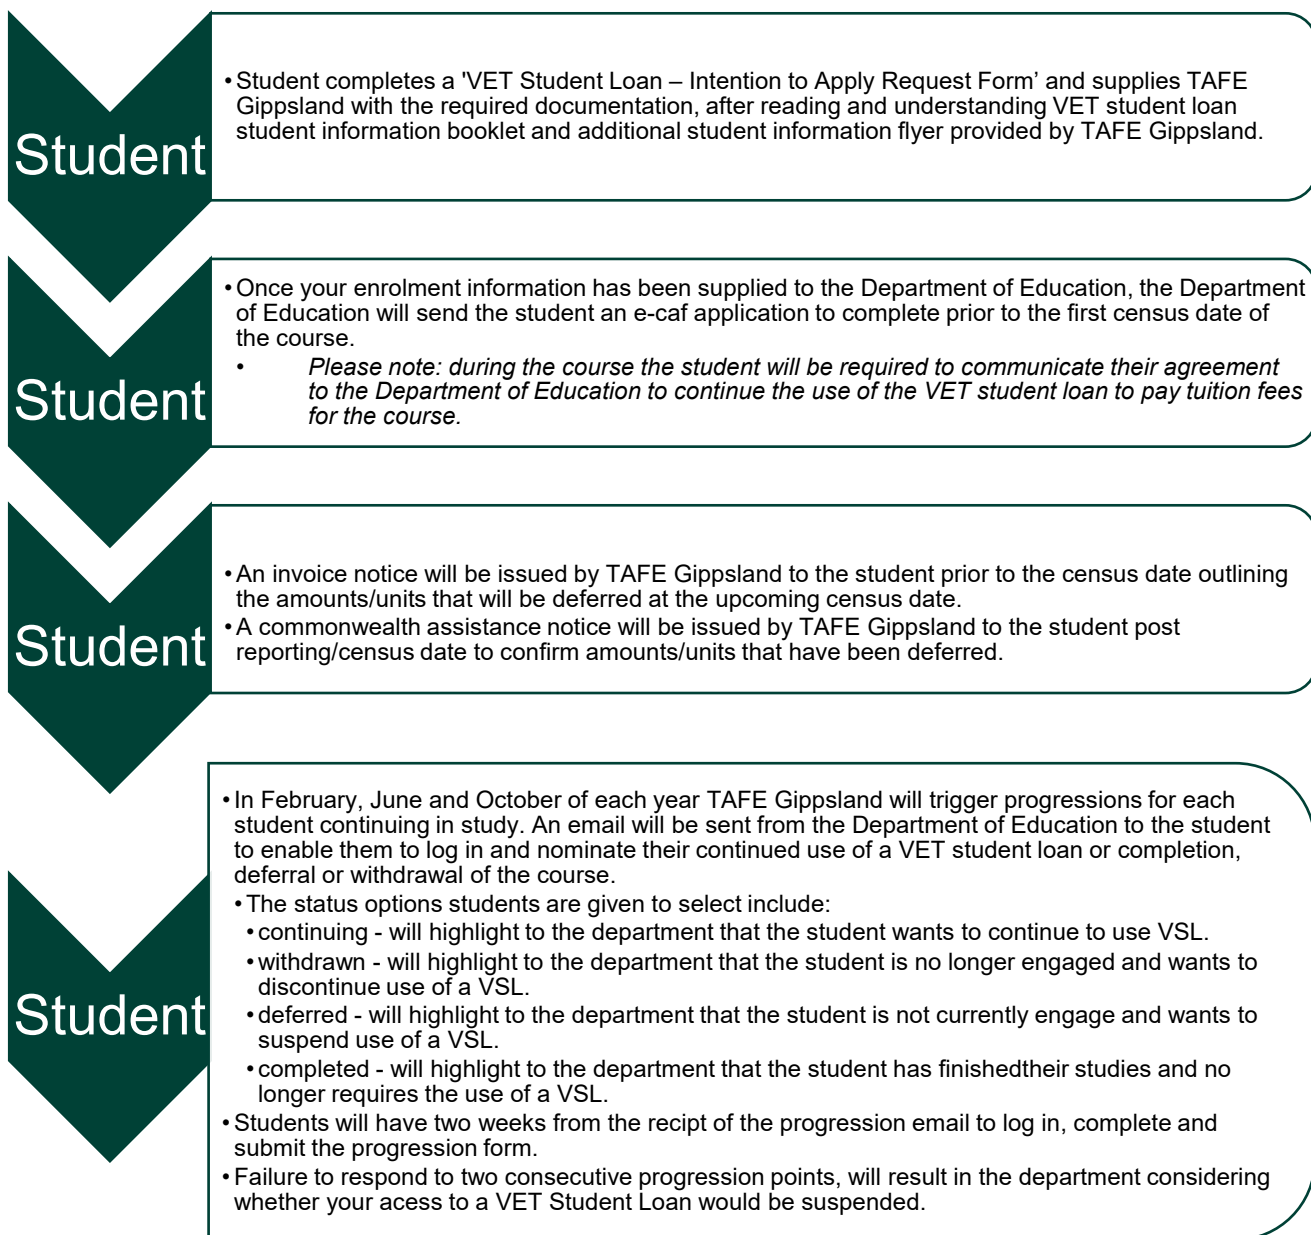 Student
• Student completes a 'VET Student Loan – Intention to Apply Request Form’ and supplies TAFE
Gippsland with the required documentation, after reading and understanding VET student loan
student information booklet and additional student information flyer provided by TAFE Gippsland.
Student
• Once your enrolment information has been supplied to the Department of Education, the Department
of Education will send the student an e-caf application to complete prior to the first census date of
the course.
• Please note: during the course the student will be required to communicate their agreement
to the Department of Education to continue the use of the VET student loan to pay tuition fees
for the course.
Student
• An invoice notice will be issued by TAFE Gippsland to the student prior to the census date outlining
the amounts/units that will be deferred at the upcoming census date.
• A commonwealth assistance notice will be issued by TAFE Gippsland to the student post
reporting/census date to confirm amounts/units that have been deferred.
Student
• In February, June and October of each year TAFE Gippsland will trigger progressions for each
student continuing in study. An email will be sent from the Department of Education to the student
to enable them to log in and nominate their continued use of a VET student loan or completion,
deferral or withdrawal of the course.
• The status options students are given to select include:
• continuing - will highlight to the department that the student wants to continue to use VSL.
• withdrawn - will highlight to the department that the student is no longer engaged and wants to
discontinue use of a VSL.
• deferred - will highlight to the department that the student is not currently engage and wants to
suspend use of a VSL.
• completed - will highlight to the department that the student has finishedtheir studies and no
longer requires the use of a VSL.
• Students will have two weeks from the recipt of the progression email to log in, complete and
submit the progression form.
• Failure to respond to two consecutive progression points, will result in the department considering
whether your acess to a VET Student Loan would be suspended.